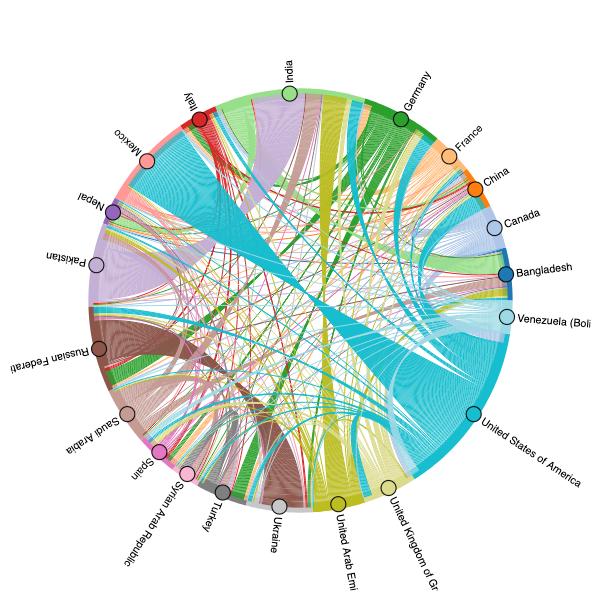 India
Germany
France
China
Canada
Bangladesh
Venezuela (Boli
United States of America
United Kingdom of Gr
United Arab Emi
Ukraine
Turkey
Syrian Arab Republic
Spain
Saudi Arabia
Russian Federati
Pakistan
Nepal
Mexico
Italy